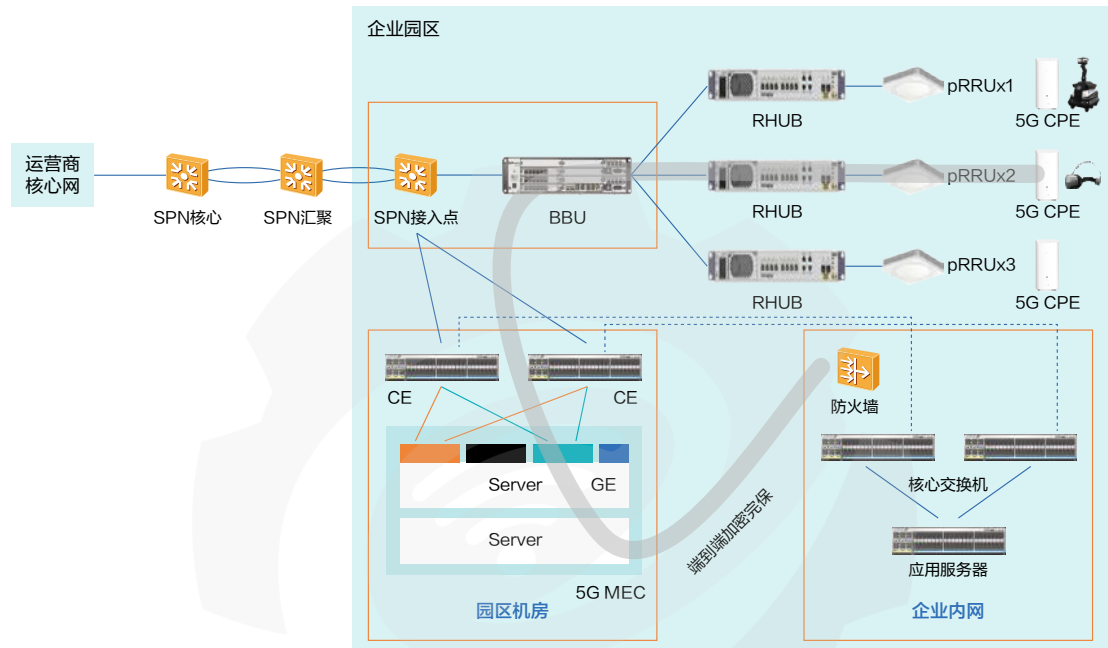 企业园区
运营商
核心网
SPN核心
SPN汇聚
SPN接入点
BBU
RHUB
pRRUx1
5G CPE
RHUB
pRRUx2
5G CPE
RHUB
pRRUx3
5G CPE
CE
CE
Server
GE
Server
5G MEC
园区机房
端到端加密完保
防火墙
核心交换机
应用服务器
企业内网